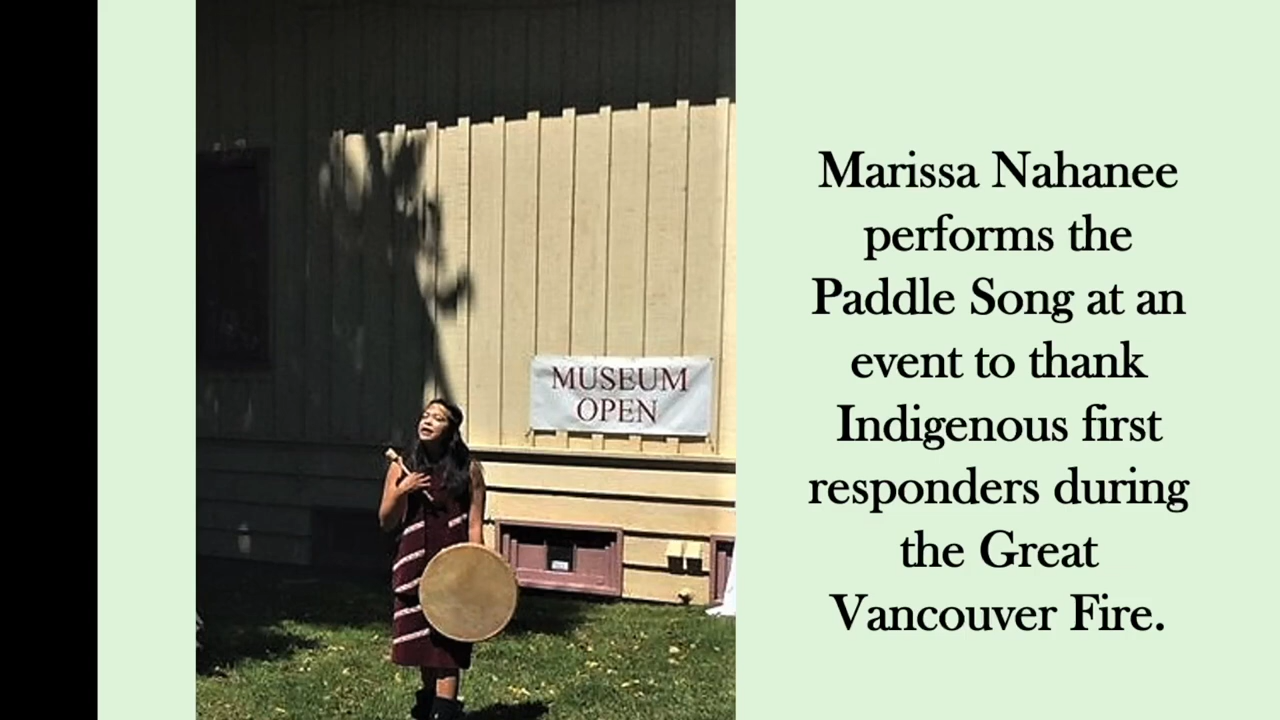 MUSEUM
OPEN
Marissa Nahanee
performs the
Paddle Song at an
event to thank
Indigenous first
responders during
the Great
Vancouver Fire.